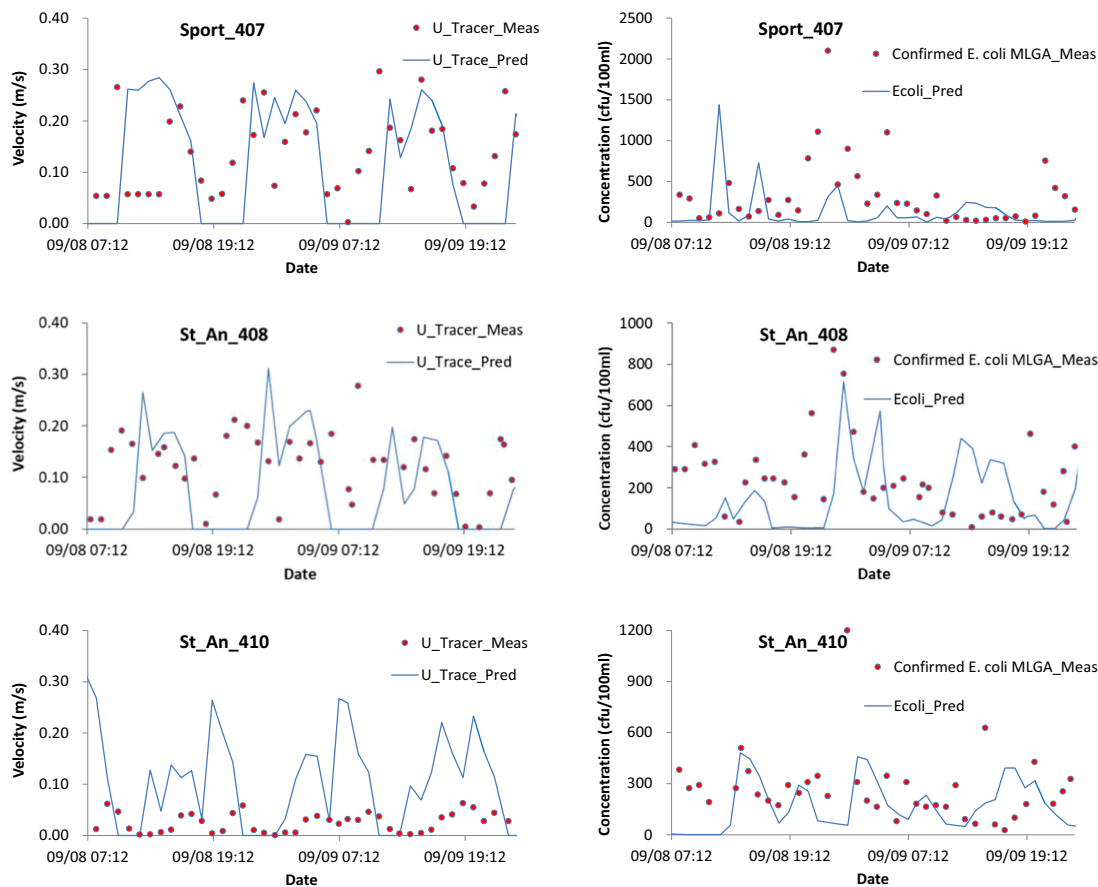 Sport_407
U_Tracer_Meas
U_Trace_Pred
Velocity (m/s)
0.40
0.30
0.20
0.10
0.00
09/08 07:12 09/08 19:12 09/09 07:12 09/09 19:12
Date
Sport_407
Confirmed E. coli MLGA_Meas
Ecoli_Pred
Concentration (cfu/100ml)
2500
2000
1500
1000
500
0
09/08 07:12 09/08 19:12 09/09 07:12 09/09 19:12
Date
St_An_408
U_Tracer_Meas
U_Trace_Pred
Velocity (m/s)
0.40
0.30
0.20
0.10
0.00
09/08 07:12 09/08 19:12 09/09 07:12 09/09 19:12
Date
St_An_408
Confirmed E. coli MLGA_Meas
Ecoli_Pred
Concentration (cfu/100ml)
1000
800
600
400
200
0
09/08 07:12 09/08 19:12 09/09 07:12 09/09 19:12
Date
St_An_410
U_Tracer_Meas
U_Trace_Pred
Velocity (m/s)
0.40
0.30
0.20
0.10
0.00
09/08 07:12 09/08 19:12 09/09 07:12 09/09 19:12
Date
St_An_410
Confirmed E. coli MLGA_Meas
Ecoli_Pred
Concentration (cfu/100ml)
1200
900
600
300
0
09/08 07:12 09/08 19:12 09/09 07:12 09/09 19:12
Date